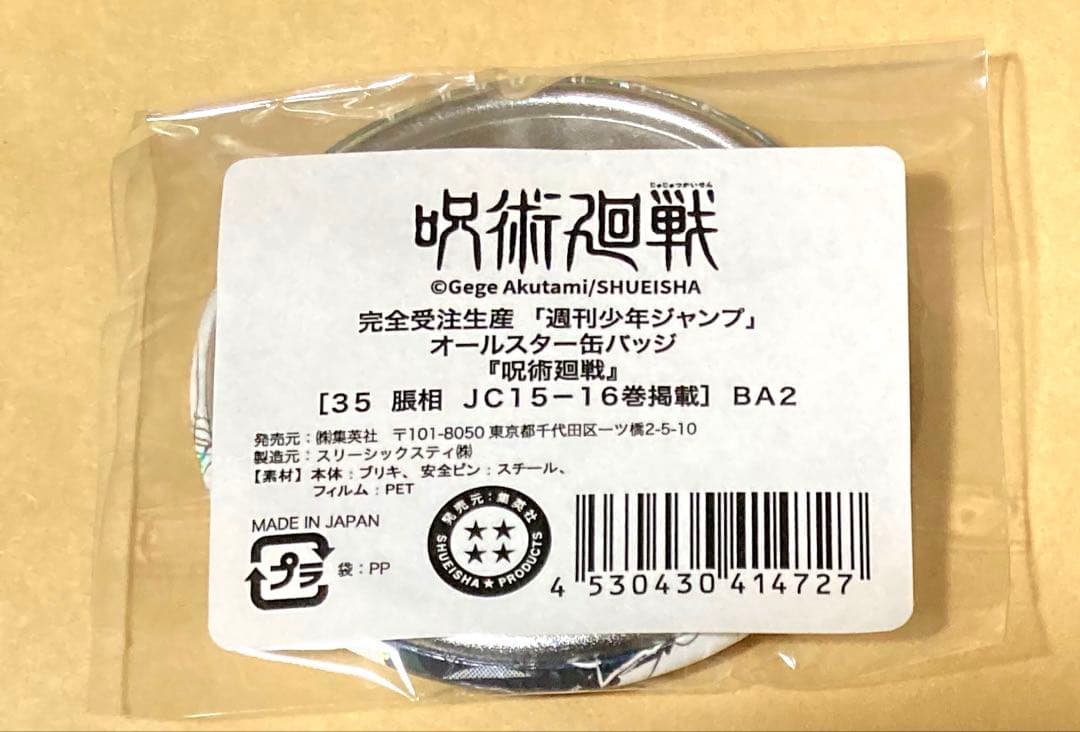 じゅじゅつかいせん
呪術廻戦
©Gege Akutami/SHUEISHA
完全受注生産 「週刊少年ジャンプ」
オールスター缶バッジ
『呪術廻戦』
[35 脹相 JC15-16巻掲載] BA2
発売元:㈱集英社 〒101-8050 東京都千代田区一ツ橋2-5-10
製造元:スリーシックスティ㈱
【素材】本体:ブリキ、安全ピン:スチール、
フィルム:PET
MADE IN JAPAN
プラ
袋:PP
発売元:集英社
SHUEISHA★PRODUCTS
4 530430 414727